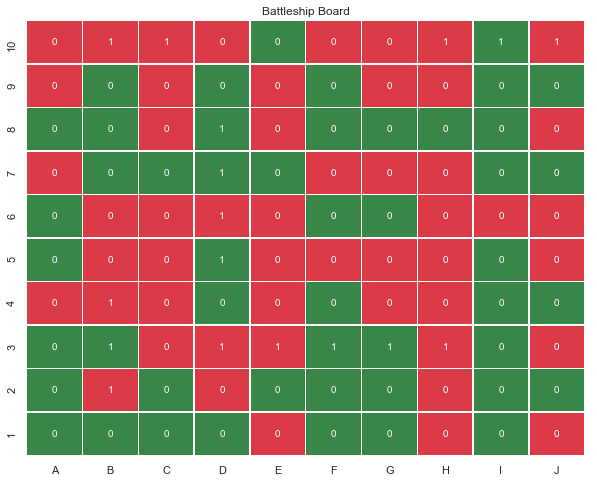 Battleship Board
10 0 1 1 0 0 0 0 1 1 1
9 0 0 0 0 0 0 0 0 0 0
8 0 0 0 1 0 0 0 0 0 0
7 0 0 0 1 0 0 0 0 0 0
6 0 0 0 1 0 0 0 0 0 0
5 0 0 0 1 0 0 0 0 0 0
4 0 1 0 0 0 0 0 0 0 0
3 0 1 0 1 1 1 1 1 0 0
2 0 1 0 0 0 0 0 0 0 0
1 0 0 0 0 0 0 0 0 0 0
A B C D E F G H I J